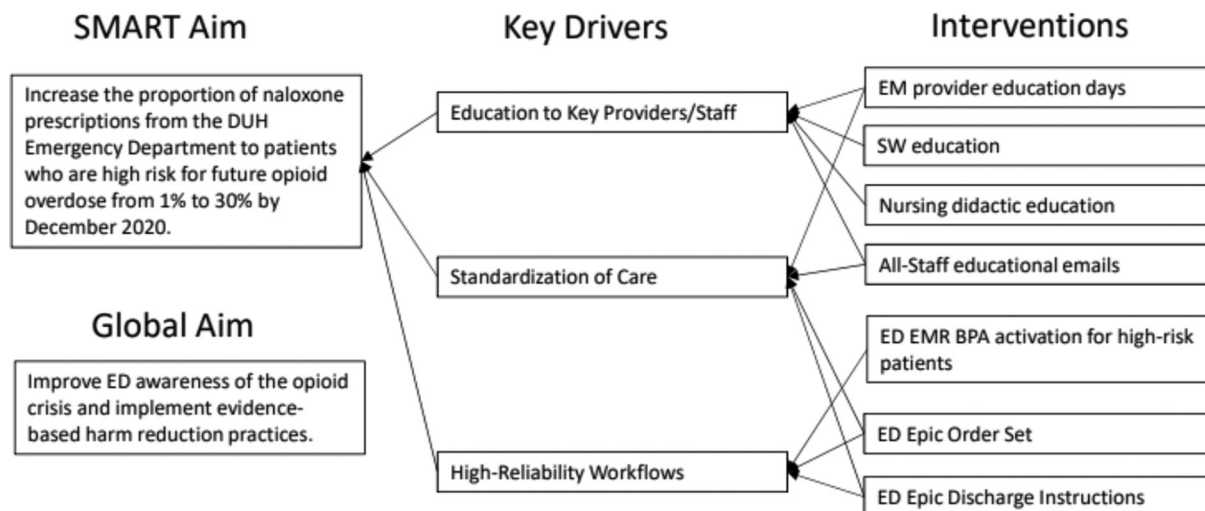 SMART Aim
Increase the proportion of naloxone
prescriptions from the DUH
Emergency Department to patients
who are high risk for future opioid
overdose from 1% to 30% by
December 2020.
Global Aim
Improve ED awareness of the opioid
crisis and implement evidence-
based harm reduction practices.
Key Drivers
Education to Key Providers/Staff
Standardization of Care
High-Reliability Workflows
Interventions
EM provider education days
SW education
Nursing didactic education
All-Staff educational emails
ED EMR BPA activation for high-risk
patients
ED Epic Order Set
ED Epic Discharge Instructions